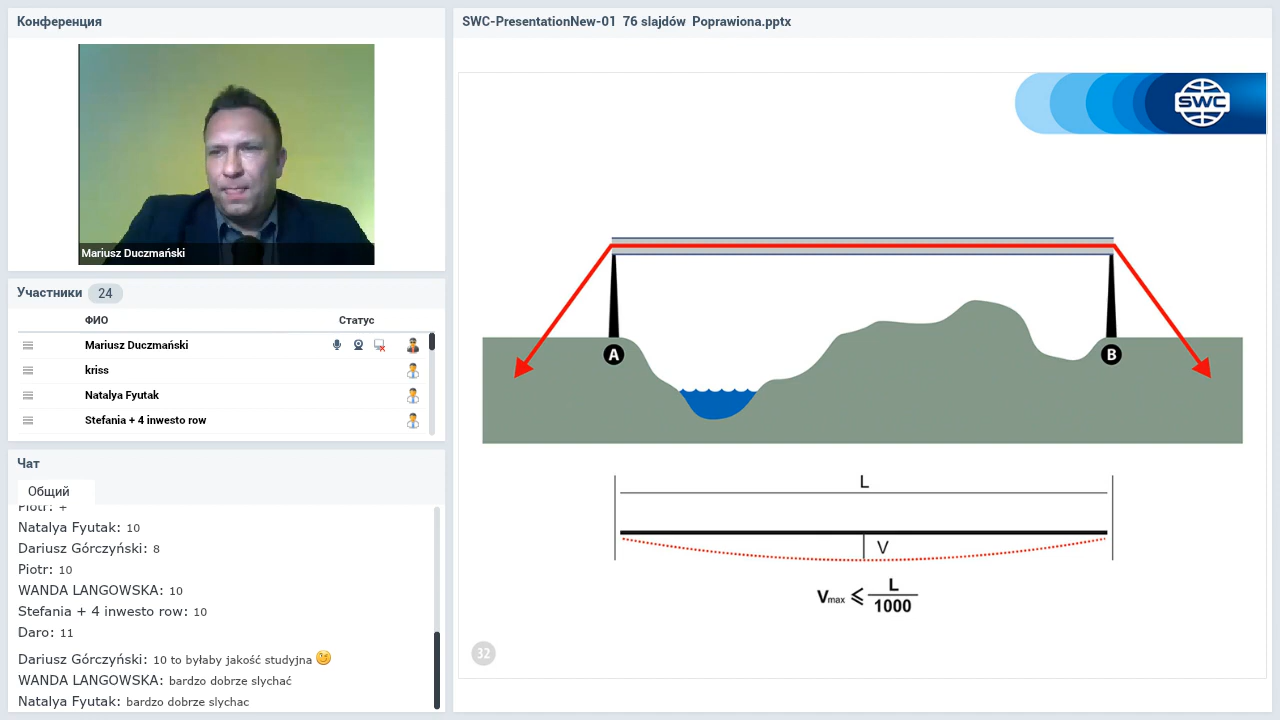 Конференция
Mariusz Duczmański
Участники 24
ФИО Статус
Mariusz Duczmański
kriss
Natalya Fyutak
Stefania + 4 inwesto row
Чат
Общий
Piotr: +
Natalya Fyutak: 10
Dariusz Górczyński: 8
Piotr: 10
WANDA LANGOWSKA: 10
Stefania + 4 inwesto row: 10
Daro: 11
Dariusz Górczyński: 10 to byłaby jakość studyjna
WANDA LANGOWSKA: bardzo dobrze slychać
Natalya Fyutak: bardzo dobrze slychac
SWC-PresentationNew-01 76 slajdów Poprawiona.pptx
SWC
A B
L
V
Vmax ⩽ L
1000
32